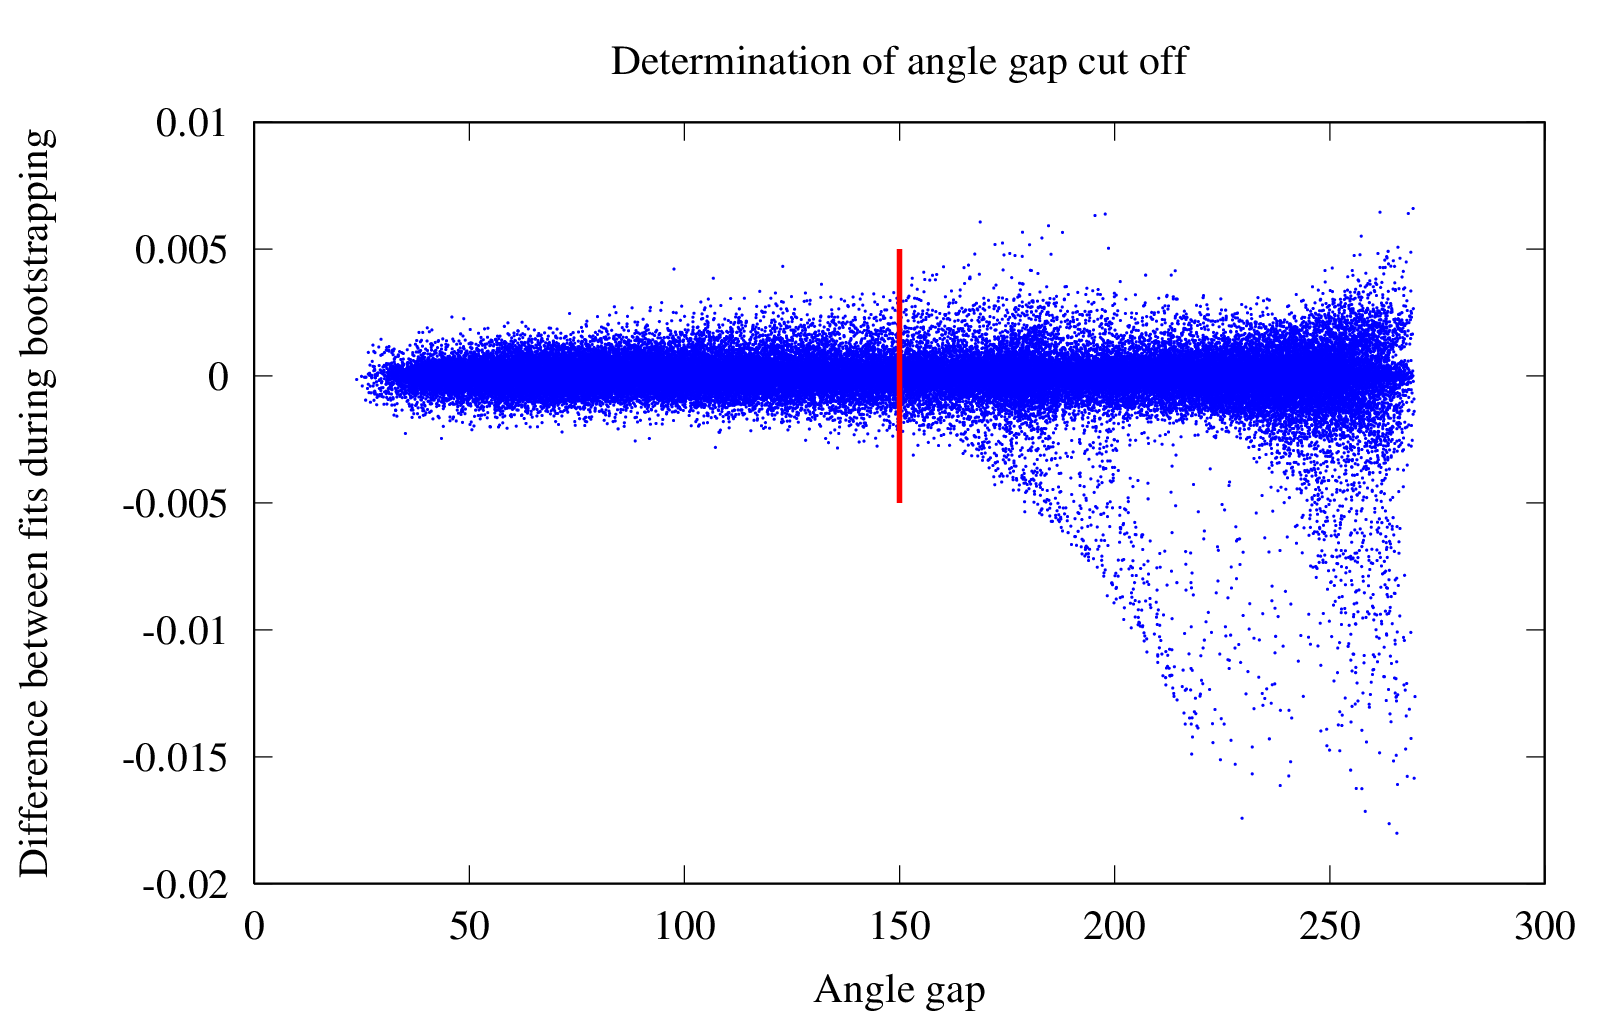 Determination of angle gap cut off
Difference between fits during bootstrapping
0.01
0.005
0
-0.005
-0.01
-0.015
-0.02
0 50 100 150 200 250 300
Angle gap